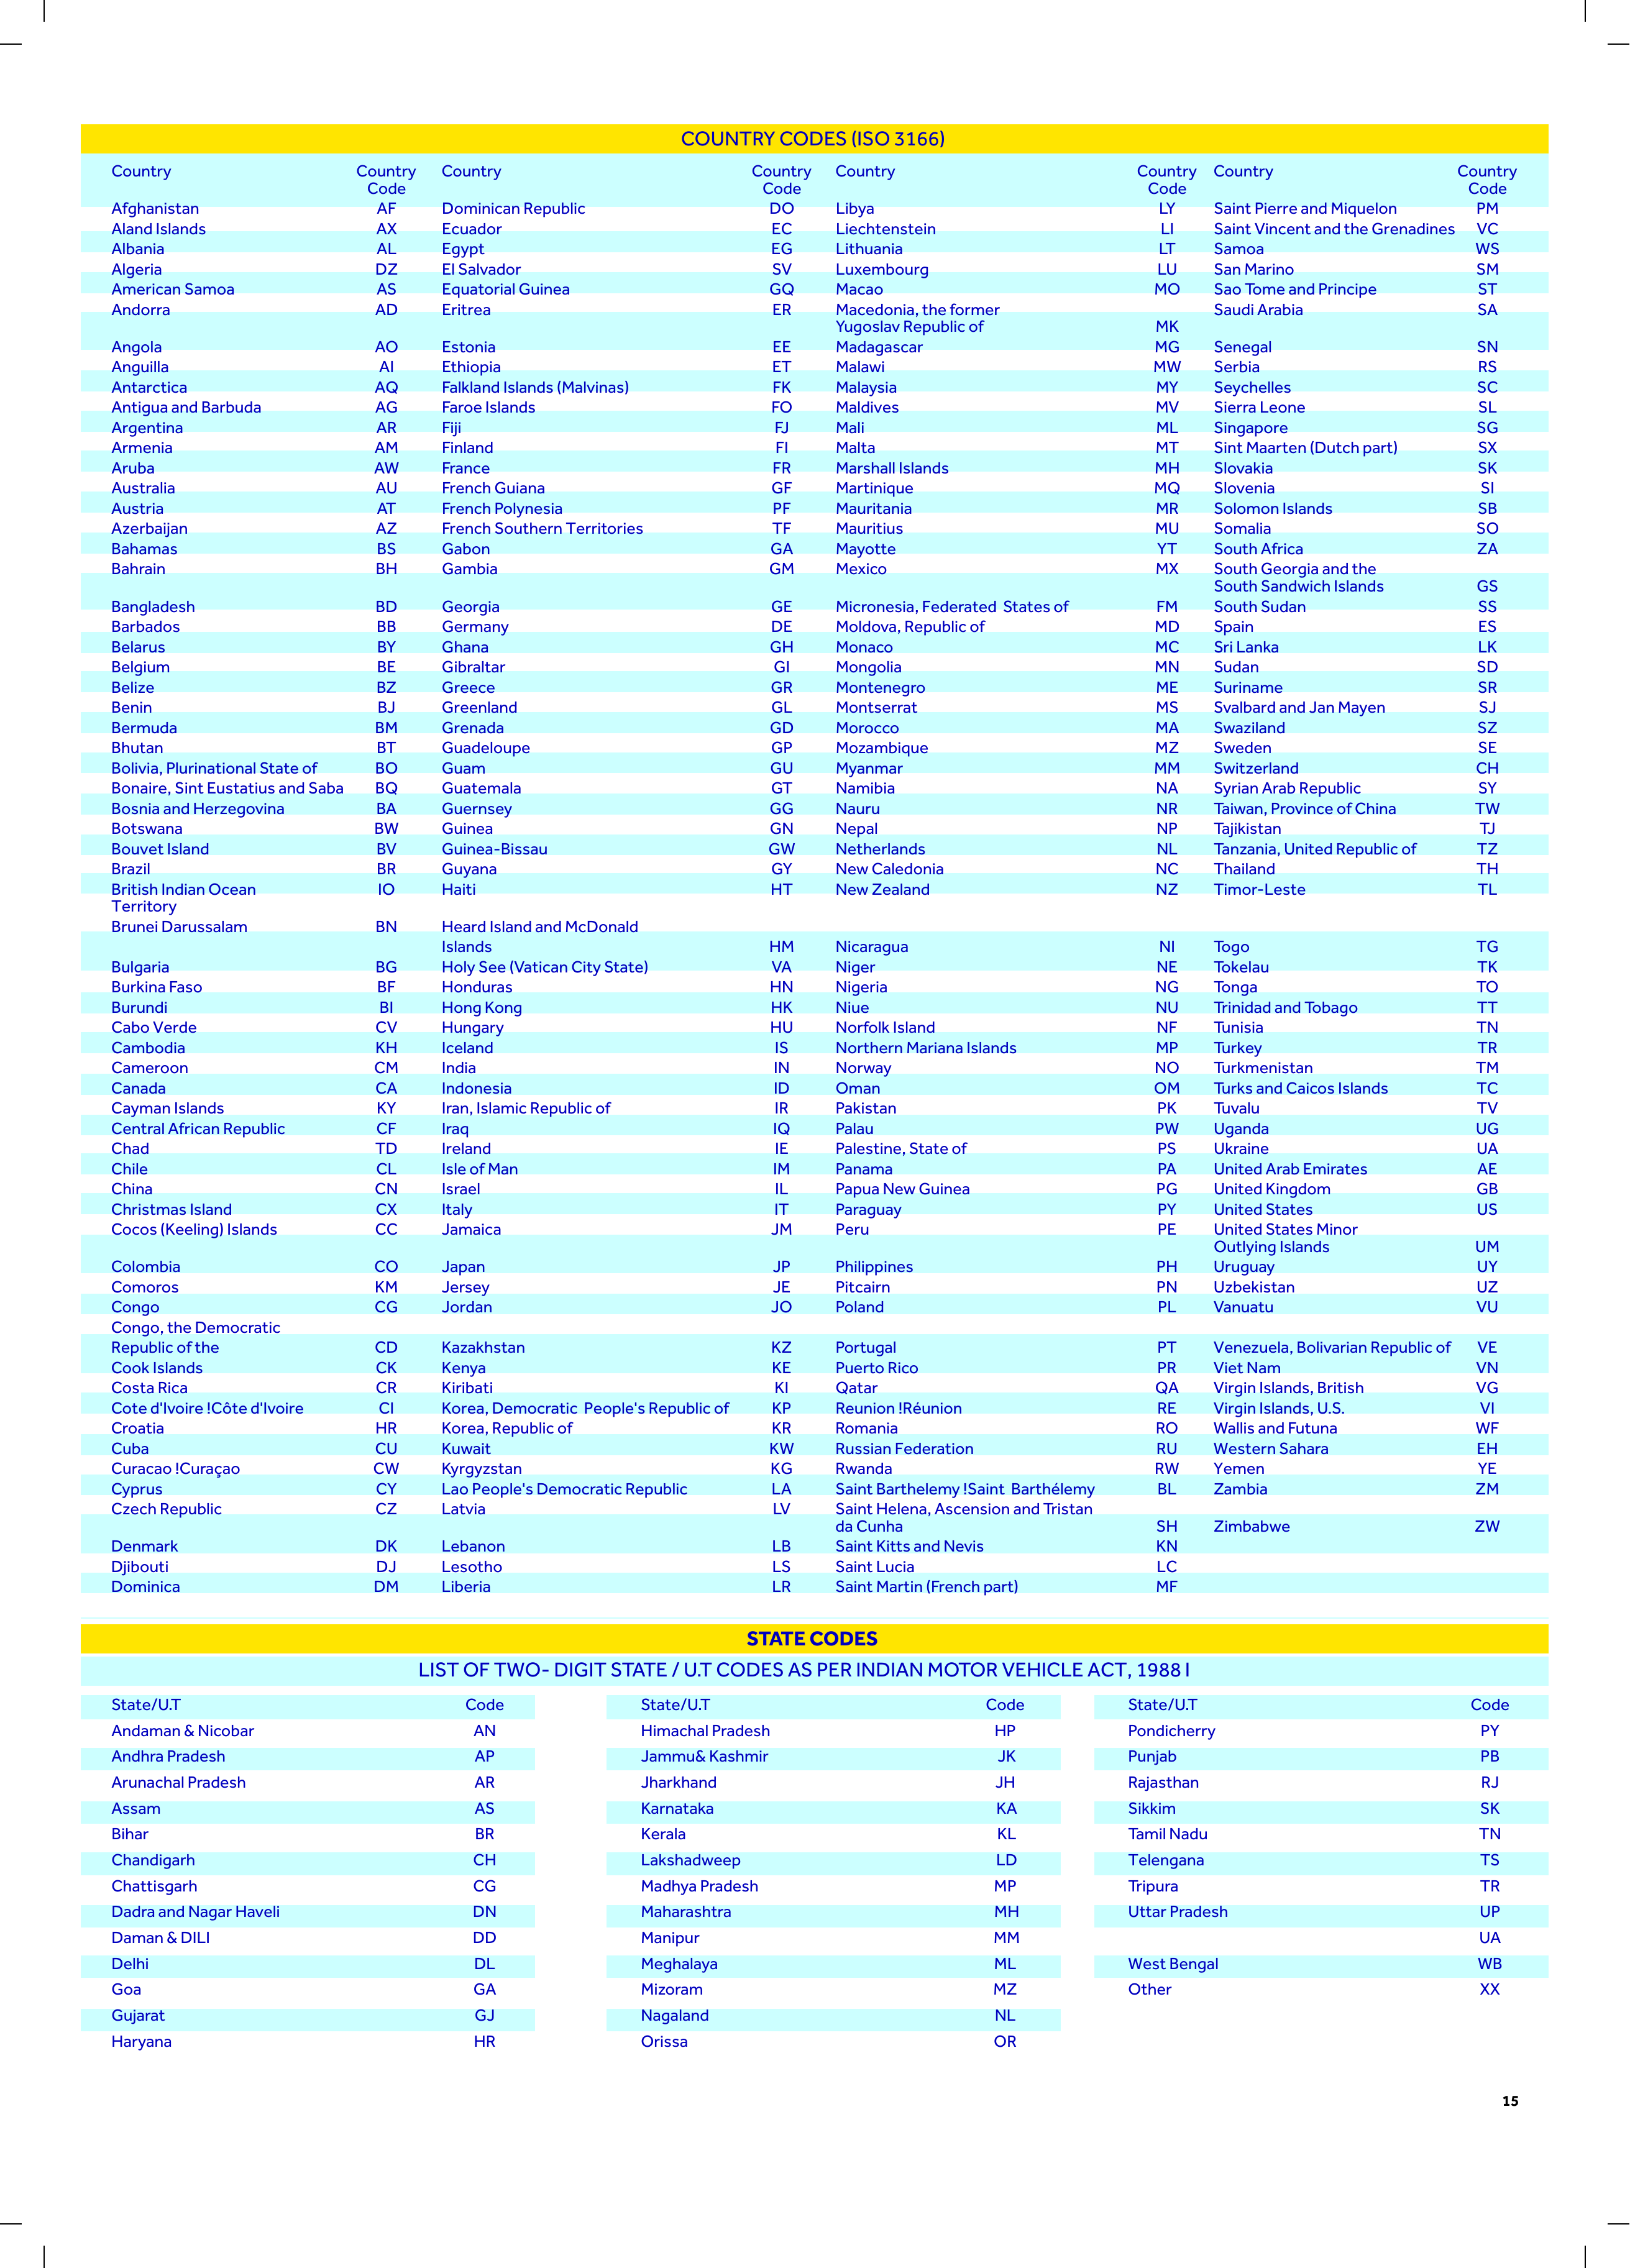 COUNTRY CODES (ISO 3166)
Country Country Country Country Country Country Country Country
Code Code Code Code
Afghanistan AF Dominican Republic DO Libya LY Saint Pierre and Miquelon PM
Aland Islands AX Ecuador EC Liechtenstein LI Saint Vincent and the Grenadines VC
Albania AL Egypt EG Lithuania LT Samoa WS
Algeria DZ El Salvador SV Luxembourg LU San Marino SM
American Samoa AS Equatorial Guinea GQ Macao MO Sao Tome and Principe ST
Andorra AD Eritrea ER Macedonia, the former Saudi Arabia SA
Yugoslav Republic of MK
Angola AO Estonia EE Madagascar MG Senegal SN
Anguilla AI Ethiopia ET Malawi MW Serbia RS
Antarctica AQ Falkland Islands (Malvinas) FK Malaysia MY Seychelles SC
Antigua and Barbuda AG Faroe Islands FO Maldives MV Sierra Leone SL
Argentina AR Fiji FJ Mali ML Singapore SG
Armenia AM Finland FI Malta MT Sint Maarten (Dutch part) SX
Aruba AW France FR Marshall Islands MH Slovakia SK
Australia AU French Guiana GF Martinique MQ Slovenia SI
Austria AT French Polynesia PF Mauritania MR Solomon Islands SB
Azerbaijan AZ French Southern Territories TF Mauritius MU Somalia SO
Bahamas BS Gabon GA Mayotte YT South Africa ZA
Bahrain BH Gambia GM Mexico MX South Georgia and the
South Sandwich Islands GS
Bangladesh BD Georgia GE Micronesia, Federated States of FM South Sudan SS
Barbados BB Germany DE Moldova, Republic of MD Spain ES
Belarus BY Ghana GH Monaco MC Sri Lanka LK
Belgium BE Gibraltar GI Mongolia MN Sudan SD
Belize BZ Greece GR Montenegro ME Suriname SR
Benin BJ Greenland GL Montserrat MS Svalbard and Jan Mayen SJ
Bermuda BM Grenada GD Morocco MA Swaziland SZ
Bhutan BT Guadeloupe GP Mozambique MZ Sweden SE
Bolivia, Plurinational State of BO Guam GU Myanmar MM Switzerland CH
Bonaire, Sint Eustatius and Saba BQ Guatemala GT Namibia NA Syrian Arab Republic SY
Bosnia and Herzegovina BA Guernsey GG Nauru NR Taiwan, Province of China TW
Botswana BW Guinea GN Nepal NP Tajikistan TJ
Bouvet Island BV Guinea-Bissau GW Netherlands NL Tanzania, United Republic of TZ
Brazil BR Guyana GY New Caledonia NC Thailand TH
British Indian Ocean IO Haiti HT New Zealand NZ Timor-Leste TL
Territory
Brunei Darussalam BN Heard Island and McDonald
Islands HM Nicaragua NI Togo TG
Bulgaria BG Holy See (Vatican City State) VA Niger NE Tokelau TK
Burkina Faso BF Honduras HN Nigeria NG Tonga TO
Burundi BI Hong Kong HK Niue NU Trinidad and Tobago TT
Cabo Verde CV Hungary HU Norfolk Island NF Tunisia TN
Cambodia KH Iceland IS Northern Mariana Islands MP Turkey TR
Cameroon CM India IN Norway NO Turkmenistan TM
Canada CA Indonesia ID Oman OM Turks and Caicos Islands TC
Cayman Islands KY Iran, Islamic Republic of IR Pakistan PK Tuvalu TV
Central African Republic CF Iraq IQ Palau PW Uganda UG
Chad TD Ireland IE Palestine, State of PS Ukraine UA
Chile CL Isle of Man IM Panama PA United Arab Emirates AE
China CN Israel IL Papua New Guinea PG United Kingdom GB
Christmas Island CX Italy IT Paraguay PY United States US
Cocos (Keeling) Islands CC Jamaica JM Peru PE United States Minor
Outlying Islands UM
Colombia CO Japan JP Philippines PH Uruguay UY
Comoros KM Jersey JE Pitcairn PN Uzbekistan UZ
Congo CG Jordan JO Poland PL Vanuatu VU
Congo, the Democratic
Republic of the CD Kazakhstan KZ Portugal PT Venezuela, Bolivarian Republic of VE
Cook Islands CK Kenya KE Puerto Rico PR Viet Nam VN
Costa Rica CR Kiribati KI Qatar QA Virgin Islands, British VG
Cote d'Ivoire !Côte d'Ivoire CI Korea, Democratic People's Republic of KP Reunion !Réunion RE Virgin Islands, U.S. VI
Croatia HR Korea, Republic of KR Romania RO Wallis and Futuna WF
Cuba CU Kuwait KW Russian Federation RU Western Sahara EH
Curacao !Curaçao CW Kyrgyzstan KG Rwanda RW Yemen YE
Cyprus CY Lao People's Democratic Republic LA Saint Barthelemy !Saint Barthélemy BL Zambia ZM
Czech Republic CZ Latvia LV Saint Helena, Ascension and Tristan
da Cunha SH Zimbabwe ZW
Denmark DK Lebanon LB Saint Kitts and Nevis KN
Djibouti DJ Lesotho LS Saint Lucia LC
Dominica DM Liberia LR Saint Martin (French part) MF
STATE CODES
LIST OF TWO- DIGIT STATE / U.T CODES AS PER INDIAN MOTOR VEHICLE ACT, 1988 I
State/U.T Code State/U.T Code State/U.T Code
Andaman & Nicobar AN Himachal Pradesh HP Pondicherry PY
Andhra Pradesh AP Jammu& Kashmir JK Punjab PB
Arunachal Pradesh AR Jharkhand JH Rajasthan RJ
Assam AS Karnataka KA Sikkim SK
Bihar BR Kerala KL Tamil Nadu TN
Chandigarh CH Lakshadweep LD Telengana TS
Chattisgarh CG Madhya Pradesh MP Tripura TR
Dadra and Nagar Haveli DN Maharashtra MH Uttar Pradesh UP
Daman & DILI DD Manipur MM UA
Delhi DL Meghalaya ML West Bengal WB
Goa GA Mizoram MZ Other XX
Gujarat GJ Nagaland NL
Haryana HR Orissa OR
15